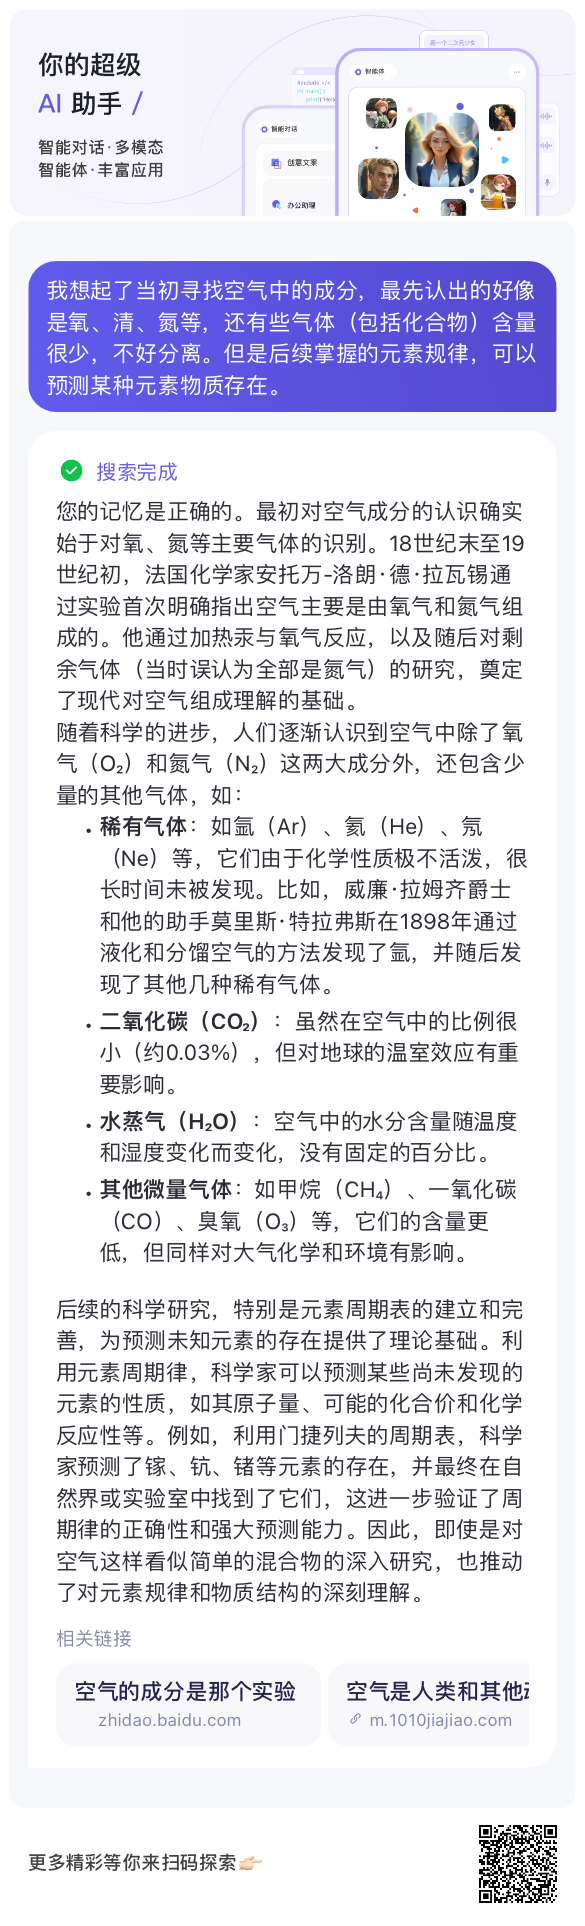 你的超级
AI 助手 /
智能对话·多模态
智能体·丰富应用
画一个二次元少女
#include </>
int main() {
智能体
智能对话
创意文案
办公助理
我想起了当初寻找空气中的成分，最先认出的好像
是氧、清、氮等，还有些气体（包括化合物）含量
很少，不好分离。但是后续掌握的元素规律，可以
预测某种元素物质存在。
搜索完成
您的记忆是正确的。最初对空气成分的认识确实
始于对氧、氮等主要气体的识别。18世纪末至19
世纪初，法国化学家安托万-洛朗·德·拉瓦锡通
过实验首次明确指出空气主要是由氧气和氮气组
成的。他通过加热汞与氧气反应，以及随后对剩
余气体（当时误认为全部是氮气）的研究，奠定
了现代对空气组成理解的基础。
随着科学的进步，人们逐渐认识到空气中除了氧
气（O₂）和氮气（N₂）这两大成分外，还包含少
量的其他气体，如：
• 稀有气体：如氩（Ar）、氦（He）、氖
（Ne）等，它们由于化学性质极不活泼，很
长时间未被发现。比如，威廉·拉姆齐爵士
和他的助手莫里斯·特拉弗斯在1898年通过
液化和分馏空气的方法发现了氩，并随后发
现了其他几种稀有气体。
• 二氧化碳（CO₂）：虽然在空气中的比例很
小（约0.03%），但对地球的温室效应有重
要影响。
• 水蒸气（H₂O）：空气中的水分含量随温度
和湿度变化而变化，没有固定的百分比。
• 其他微量气体：如甲烷（CH₄）、一氧化碳
（CO）、臭氧（O₃）等，它们的含量更
低，但同样对大气化学和环境有影响。
后续的科学研究，特别是元素周期表的建立和完
善，为预测未知元素的存在提供了理论基础。利
用元素周期律，科学家可以预测某些尚未发现的
元素的性质，如其原子量、可能的化合价和化学
反应性等。例如，利用门捷列夫的周期表，科学
家预测了镓、钪、锗等元素的存在，并最终在自
然界或实验室中找到了它们，这进一步验证了周
期律的正确性和强大预测能力。因此，即使是对
空气这样看似简单的混合物的深入研究，也推动
了对元素规律和物质结构的深刻理解。
相关链接
空气的成分是那个实验
zhidao.baidu.com
空气是人类和其他
m.1010jiajiao.com
更多精彩等你来扫码探索👉🏻